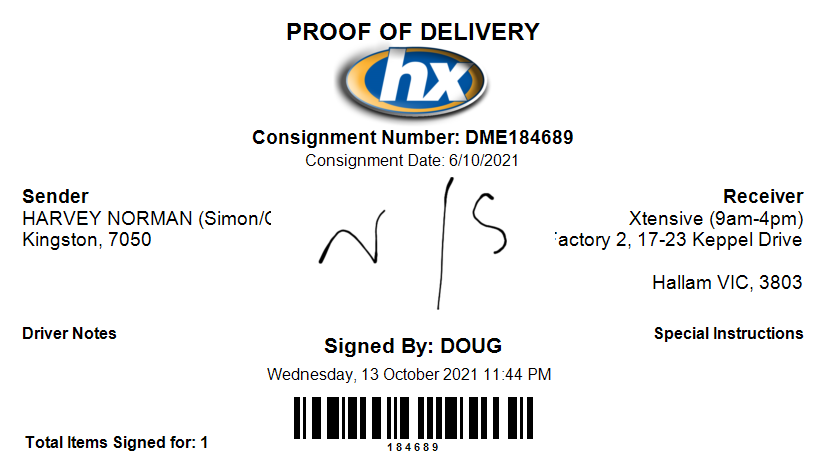 PROOF OF DELIVERY
hx
Consignment Number: DME184689
Consignment Date: 6/10/2021
Sender
HARVEY NORMAN (Simon/
Kingston, 7050
N/S
Receiver
Xtensive (9am-4pm)
actory 2, 17-23 Keppel Drive
Hallam VIC, 3803
Driver Notes
Special Instructions
Signed By: DOUG
Wednesday, 13 October 2021 11:44 PM
184689
Total Items Signed for: 1